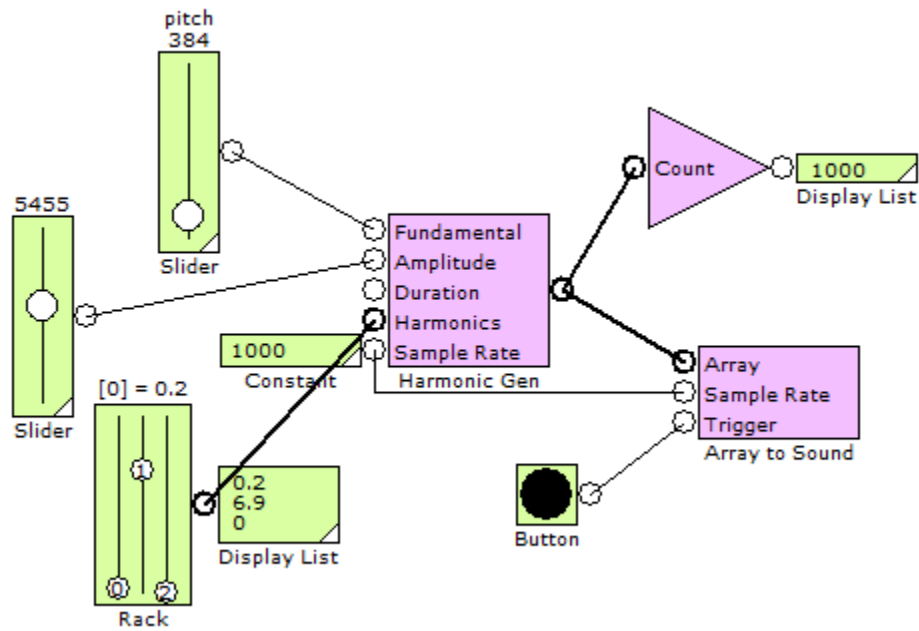 pitch
384
Slider
5455
Slider
Fundamental
Amplitude
Duration
Harmonics
Sample Rate
Harmonic Gen
1000
Constant
Count
1000
Display List
Array
Sample Rate
Trigger
Array to Sound
[0] = 0.2
0
1
2
Rack
0.2
6.9
0
Display List
Button